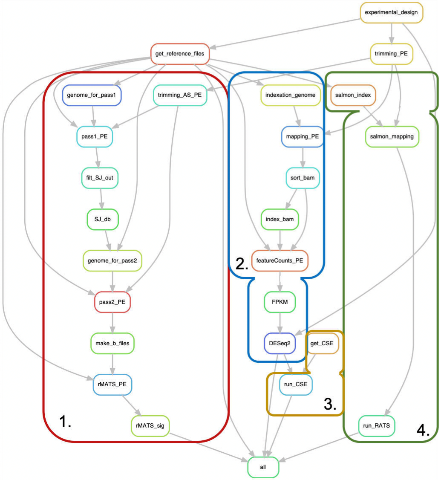 experimental_design
get_reference_files
trimming_PE
genome_for_pass1
trimming_AS_PE
indexation_genome
salmon_index
pass1_PE
mapping_PE
salmon_mapping
filt_SJ_out
sort_bam
SJ_db
index_bam
genome_for_pass2
2.
featureCounts_PE
pass2_PE
FPKM
make_b_files
DESeq2
get_CSE
rMATS_PE
run_CSE
1.
rMATS_sig
3.
run_RATS
4.
all